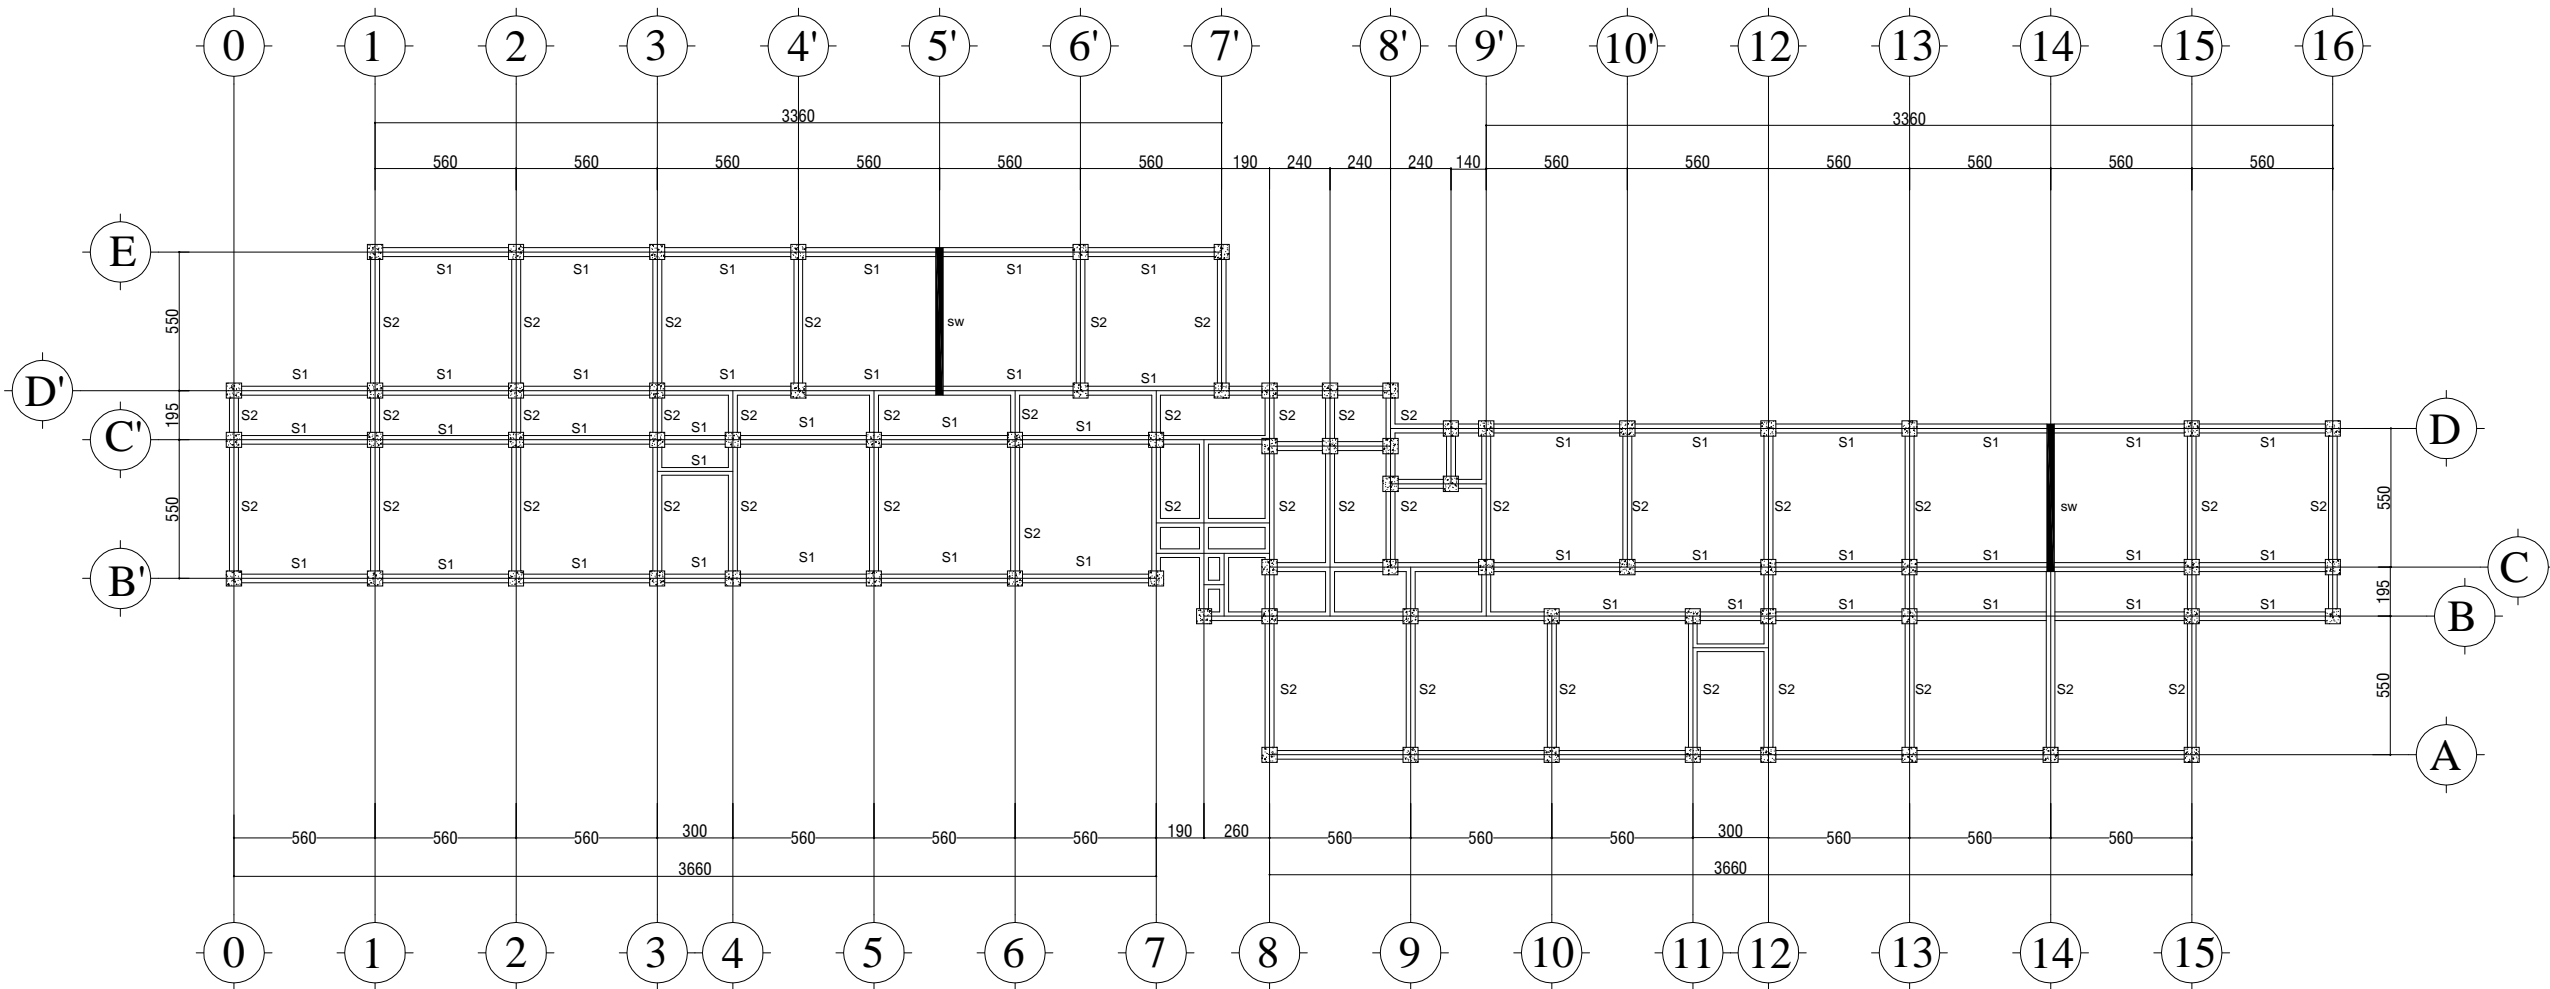 0 1 2 3 4' 5' 6' 7' 8' 9' 10' 12 13 14 15 16
3360 3360
560 560 560 560 560 560 190 240 240 240 140 560 560 560 560 560 560
E
S1 S1 S1 S1 S1 S1
550 S2 S2 S2 S2 sw S2 S2
S1 S1 S1 S1 S1 S1 S1
D'
195 S2 S2 S2 S2 S2 S2 S2 S2 S2 S2 S2
S1 S1 S1 S1 S1 S1 S1
C' D
S1 S1 S1 S1 S1 S1
S1
550 S2 S2 S2 S2 S2 S2 S2 S2 S2 S2 S2 S2 S2 S2 sw S2 S2 550
S2
S1 S1 S1 S1 S1 S1 S1 S1 S1 S1 S1 S1 S1
B' C
195
S1 S1 S1 S1 S1 S1
B
S2 S2 S2 S2 S2 S2 S2 S2 550
A
560 560 560 300 560 560 560 190 260 560 560 560 300 560 560 560
3660 3660
0 1 2 3 4 5 6 7 8 9 10 11 12 13 14 15